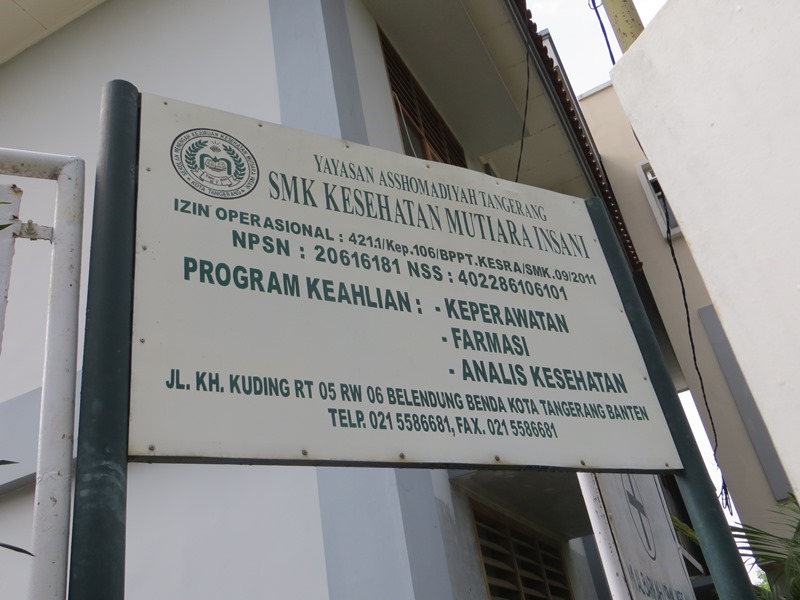 YAYASAN ASSHOMADIYAH TANGERANG
SMK KESEHATAN MUTIARA INSANI
IZIN OPERASIONAL : 421.1/Kep.106/BPPT.KESRA/SMK.09/2011
NPSN : 20616181 NSS : 402286106101
PROGRAM KEAHLIAN : - KEPERAWATAN
- FARMASI
- ANALIS KESEHATAN
JL. KH. KUDING RT 05 RW 06 BELENDUNG BENDA KOTA TANGERANG BANTEN
TELP. 021 5586681, FAX. 021 5586681
KOTA TANGERANG